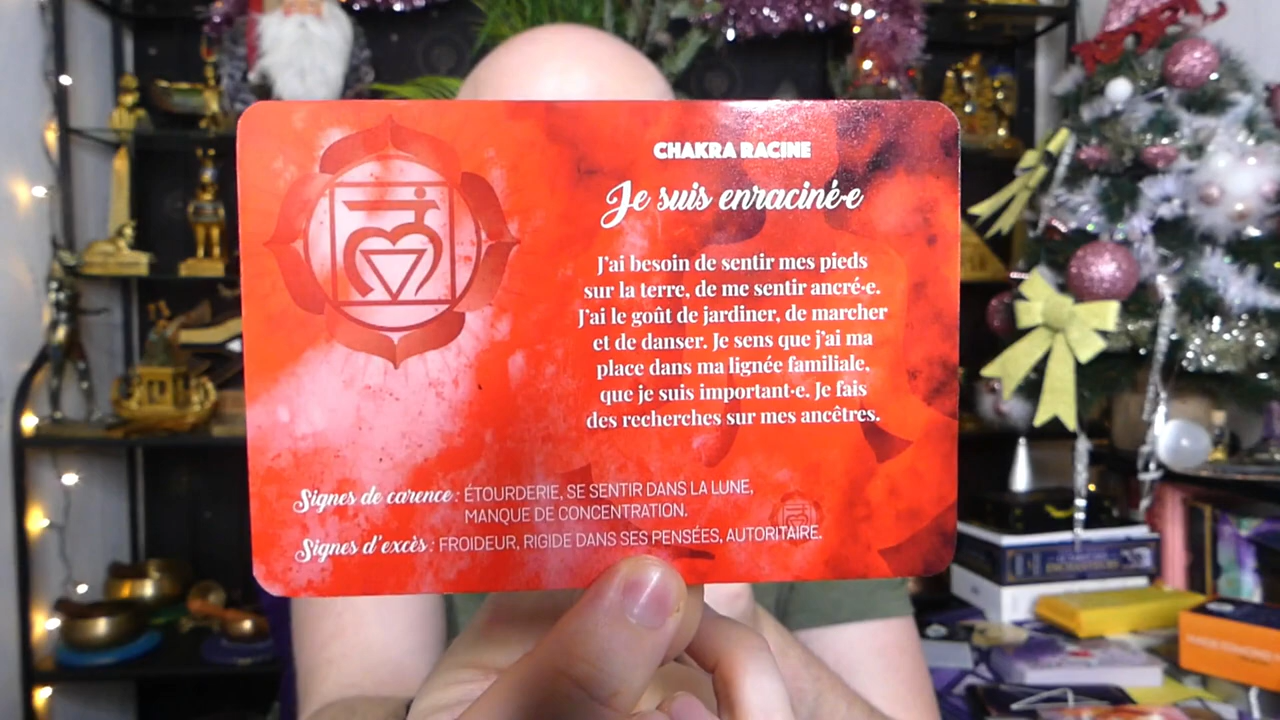 CHAKRA RACINE
Je suis enraciné·e
J'ai besoin de sentir mes pieds
sur la terre, de me sentir ancré·e.
J'ai le goût de jardiner, de marcher
et de danser. Je sens que j'ai ma
place dans ma lignée familiale,
que je suis important·e. Je fais
des recherches sur mes ancêtres.
Signes de carence : ÉTOURDERIE, SE SENTIR DANS LA LUNE,
MANQUE DE CONCENTRATION.
Signes d'excès : FROIDEUR, RIGIDE DANS SES PENSÉES, AUTORITAIRE.